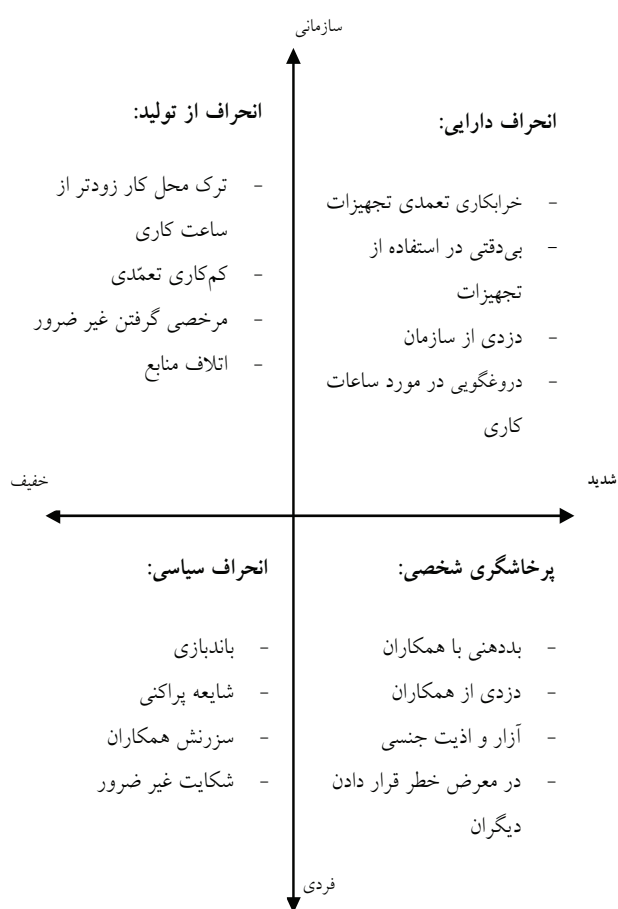 سازمانی
انحراف دارایی:
- خرابکاری تعمدی تجهیزات
- بی‌دقتی در استفاده از
تجهیزات
- دزدی از سازمان
- دروغگویی در مورد ساعات
کاری
انحراف از تولید:
- ترک محل کار زودتر از
ساعت کاری
- کم‌کاری تعمّدی
- مرخصی گرفتن غیر ضرور
- اتلاف منابع
شدید
خفیف
پرخاشگری شخصی:
- بددهنی با همکاران
- دزدی از همکاران
- آزار و اذیت جنسی
- در معرض خطر قرار دادن
دیگران
انحراف سیاسی:
- باندبازی
- شایعه پراکنی
- سزرنش همکاران
- شکایت غیر ضرور
فردی